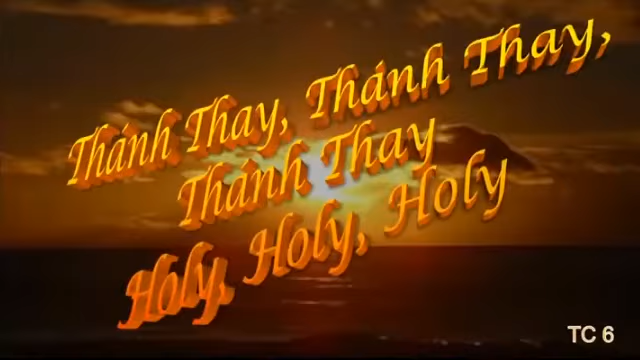 Thánh Thay, Thánh Thay,
Thánh Thay
Holy, Holy, Holy
TC 6